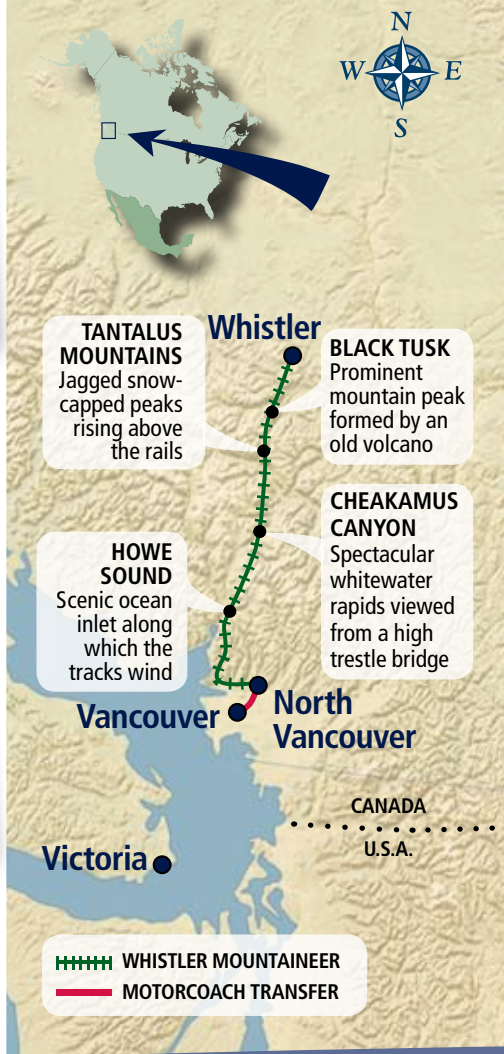 N
W E
S
Whistler
TANTALUS
MOUNTAINS
Jagged snow-
capped peaks
rising above
the rails
BLACK TUSK
Prominent
mountain peak
formed by an
old volcano
CHEAKAMUS
CANYON
Spectacular
whitewater
rapids viewed
from a high
trestle bridge
HOWE
SOUND
Scenic ocean
inlet along
which the
tracks wind
North
Vancouver
Vancouver
CANADA
U.S.A.
Victoria
WHISTLER MOUNTAINEER
MOTORCOACH TRANSFER